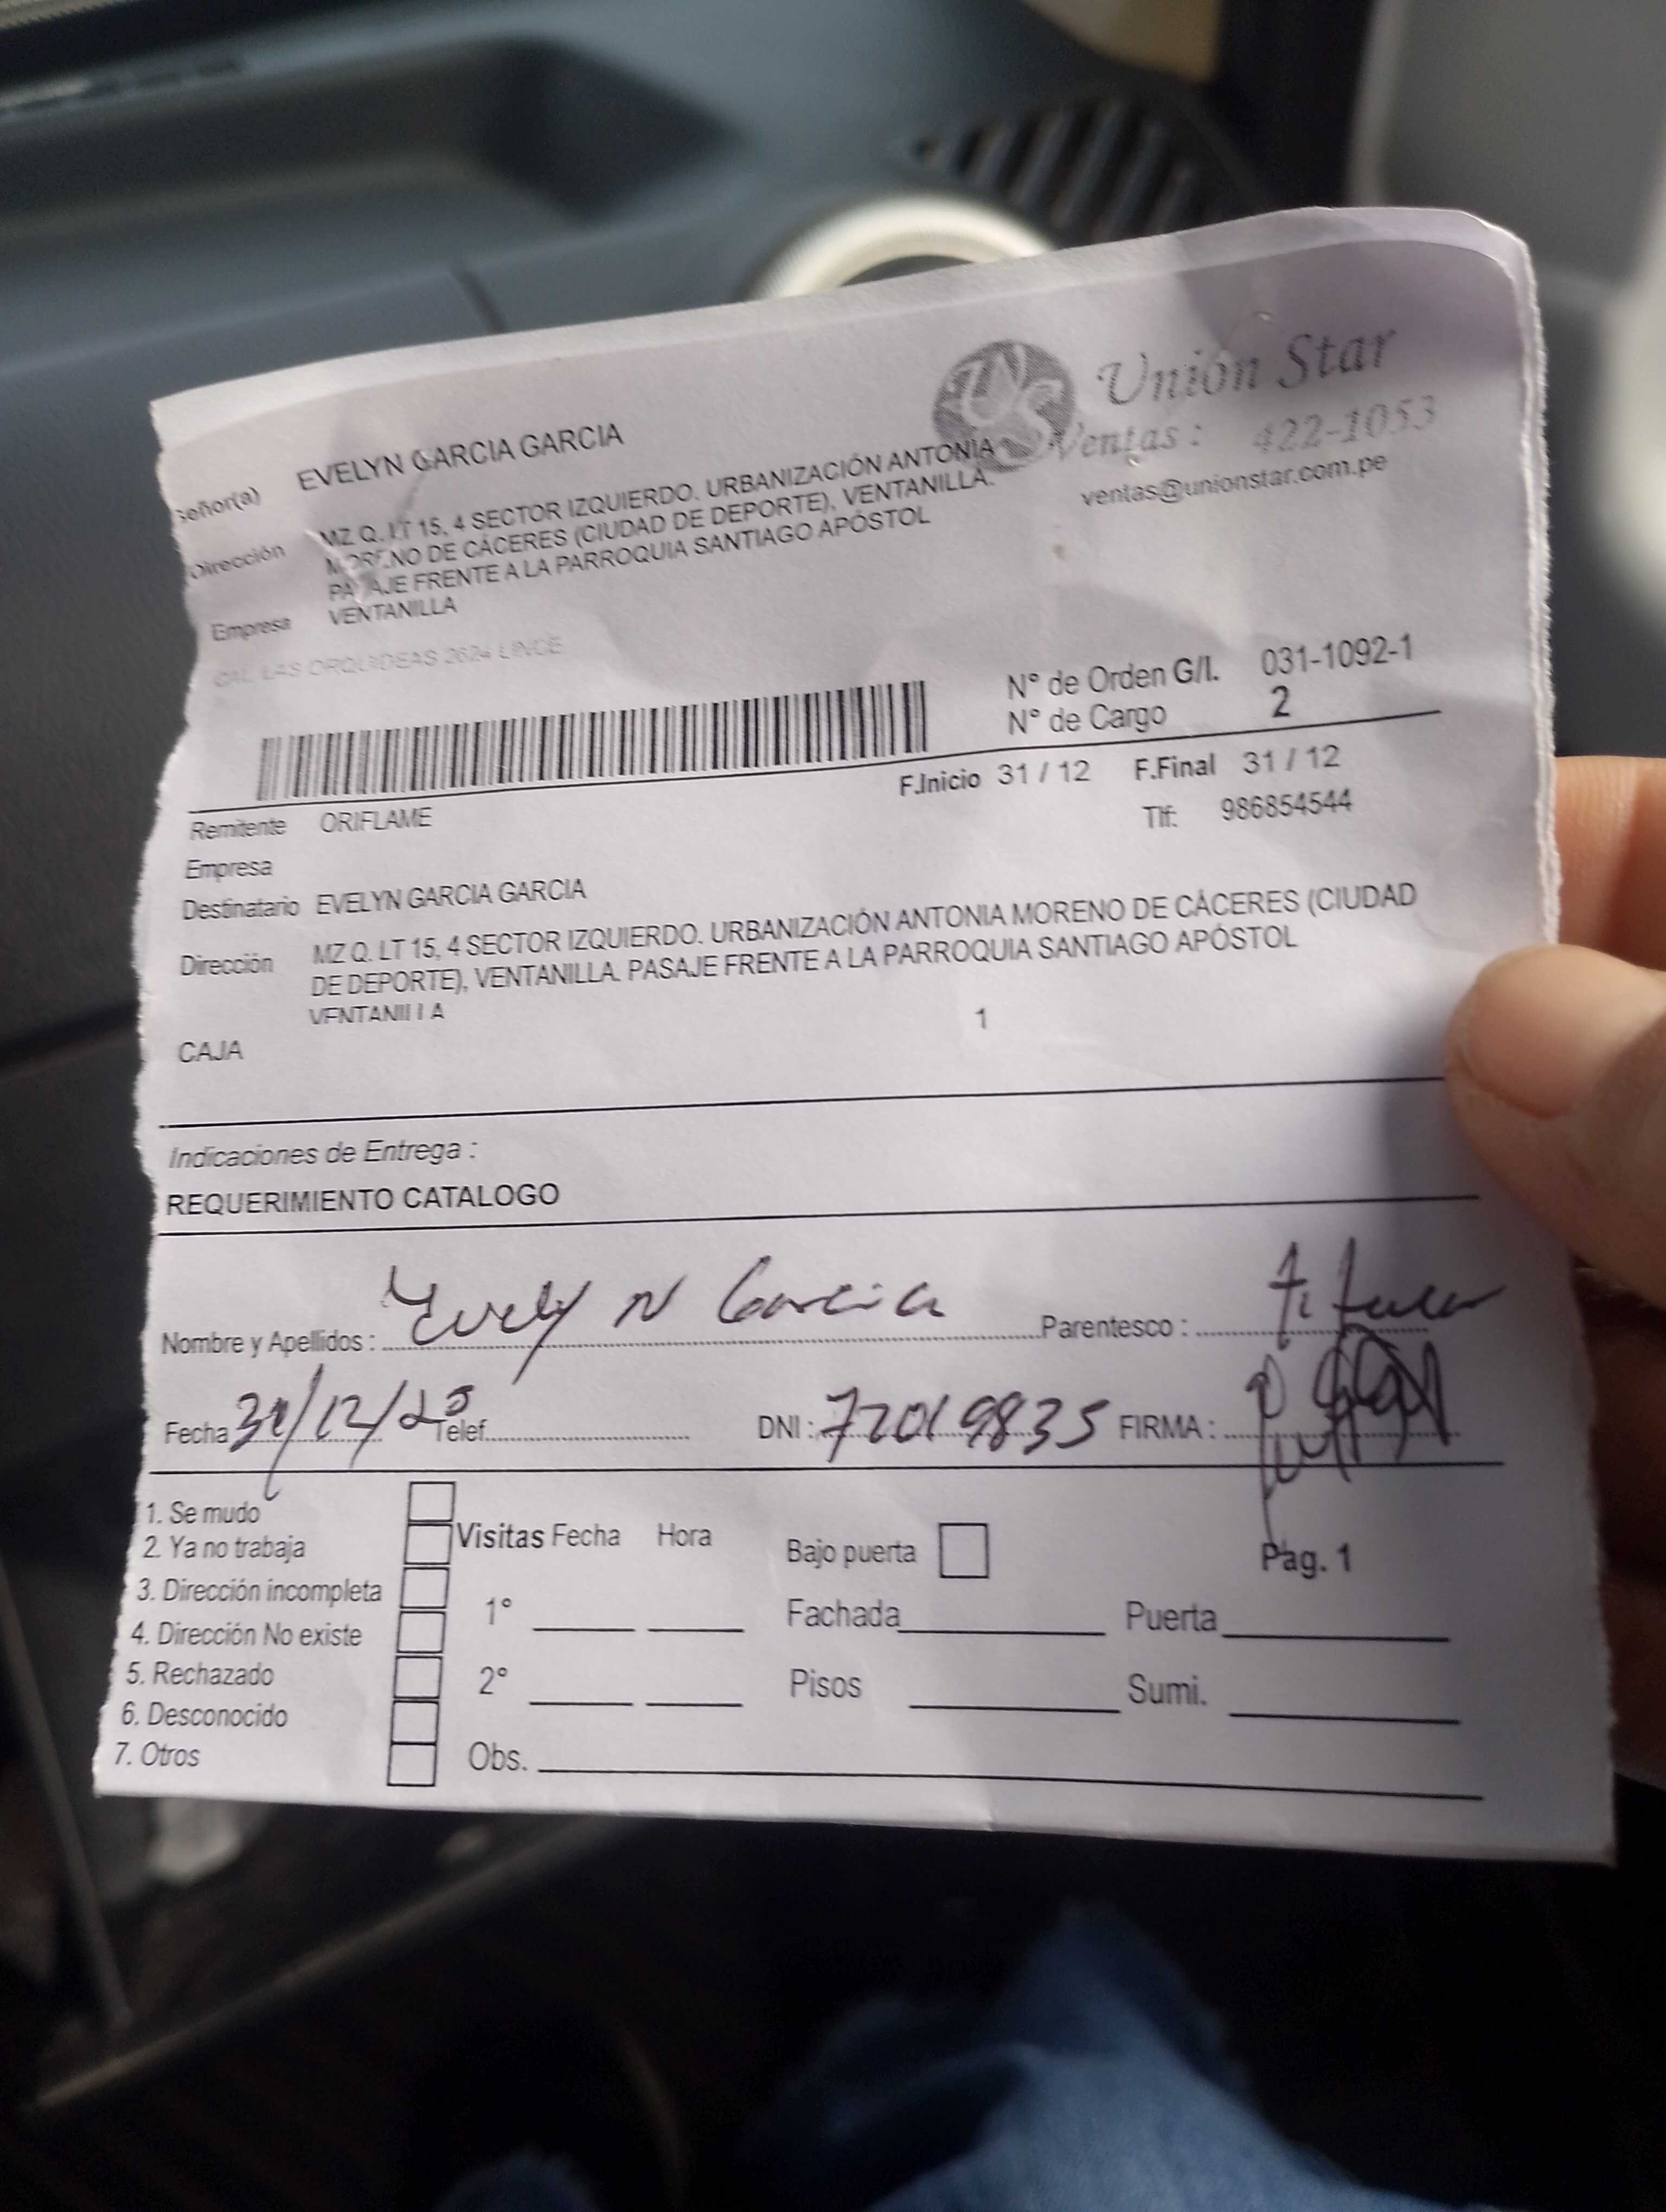 Unión Star
Ventas : 422-1053
ventas@unionstar.com.pe
señor(a) EVELYN GARCIA GARCIA
Dirección MZ Q. LT 15, 4 SECTOR IZQUIERDO. URBANIZACIÓN ANTONIA
MORENO DE CÁCERES (CIUDAD DE DEPORTE), VENTANILLA.
PASAJE FRENTE A LA PARROQUIA SANTIAGO APÓSTOL
Empresa VENTANILLA
CAL. LAS ORQUIDEAS 2624 LINCE
N° de Orden G/I. 031-1092-1
N° de Cargo 2
F.Inicio 31 / 12 F.Final 31 / 12
Remitente ORIFLAME Tlf: 986854544
Empresa
Destinatario EVELYN GARCIA GARCIA
Dirección MZ Q. LT 15, 4 SECTOR IZQUIERDO. URBANIZACIÓN ANTONIA MORENO DE CÁCERES (CIUDAD
DE DEPORTE), VENTANILLA. PASAJE FRENTE A LA PARROQUIA SANTIAGO APÓSTOL
VENTANILLA
CAJA 1
Indicaciones de Entrega :
REQUERIMIENTO CATALOGO
Nombre y Apellidos : Evelyn Garcia Parentesco : titular
Fecha 31/12/25 Telef. DNI : 72019835 FIRMA :
1. Se mudo
2. Ya no trabaja
3. Dirección incompleta
4. Dirección No existe
5. Rechazado
6. Desconocido
7. Otros
Visitas Fecha Hora Bajo puerta Pag. 1
1° Fachada Puerta
2° Pisos Sumi.
Obs.